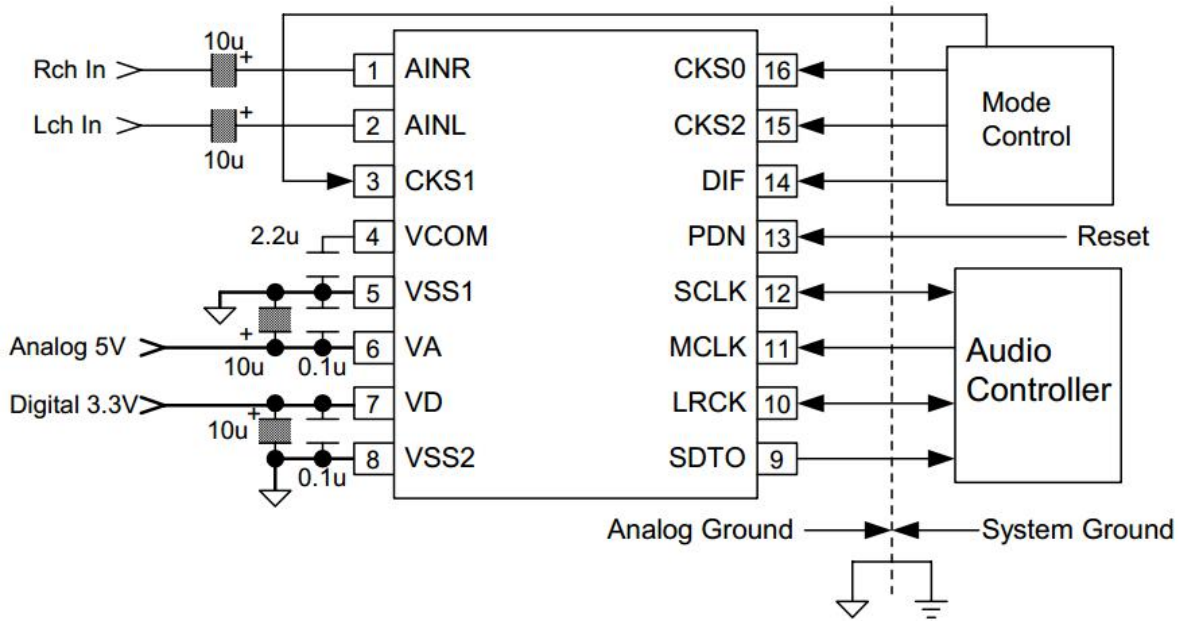 10u
+
Rch In
1 AINR
CKS0 16
Mode
Control
+
Lch In
2 AINL
CKS2 15
10u
3 CKS1
DIF 14
2.2u
4 VCOM
PDN 13
Reset
5 VSS1
SCLK 12
+
Analog 5V
6 VA
MCLK 11
Audio
Controller
10u
0.1u
Digital 3.3V
7 VD
LRCK 10
+
10u
8 VSS2
SDTO 9
0.1u
Analog Ground
System Ground